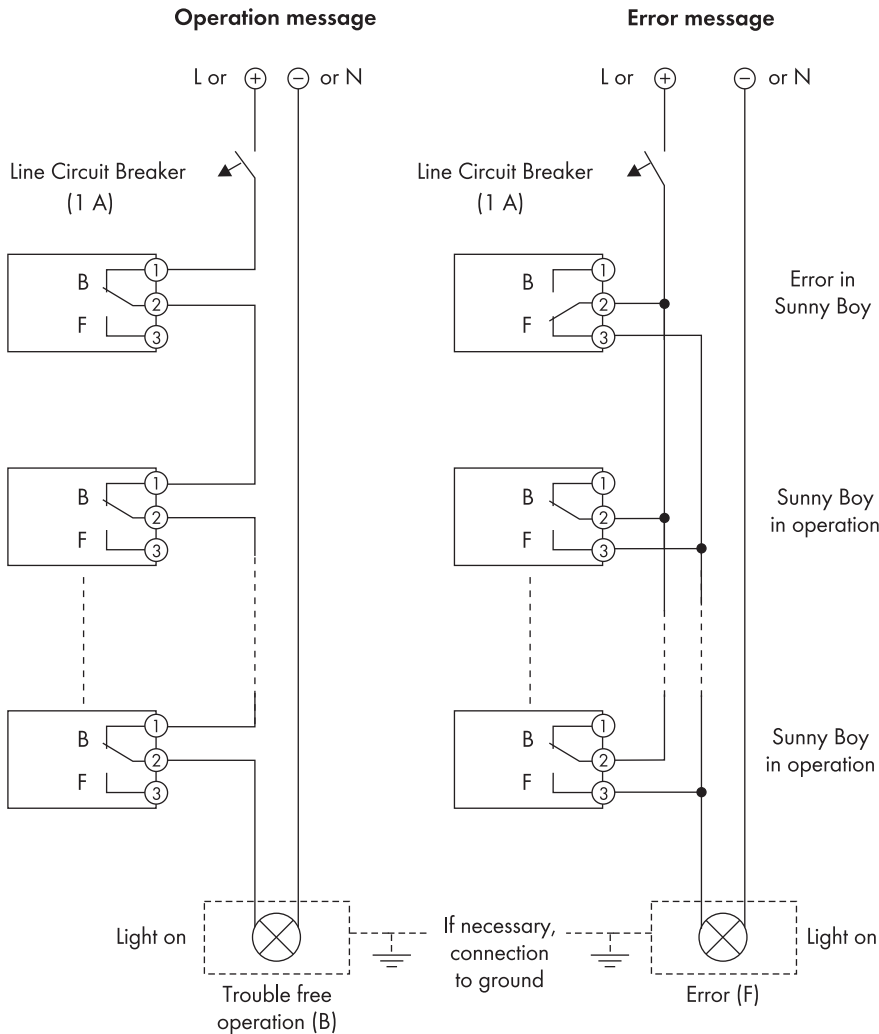 Operation message
Error message
L or + − or N
L or + − or N
Line Circuit Breaker
(1 A)
Line Circuit Breaker
(1 A)
B
F
1
2
3
B
F
1
2
3
Error in
Sunny Boy
B
F
1
2
3
B
F
1
2
3
Sunny Boy
in operation
B
F
1
2
3
B
F
1
2
3
Sunny Boy
in operation
Light on
If necessary,
connection
to ground
Light on
Trouble free
operation (B)
Error (F)